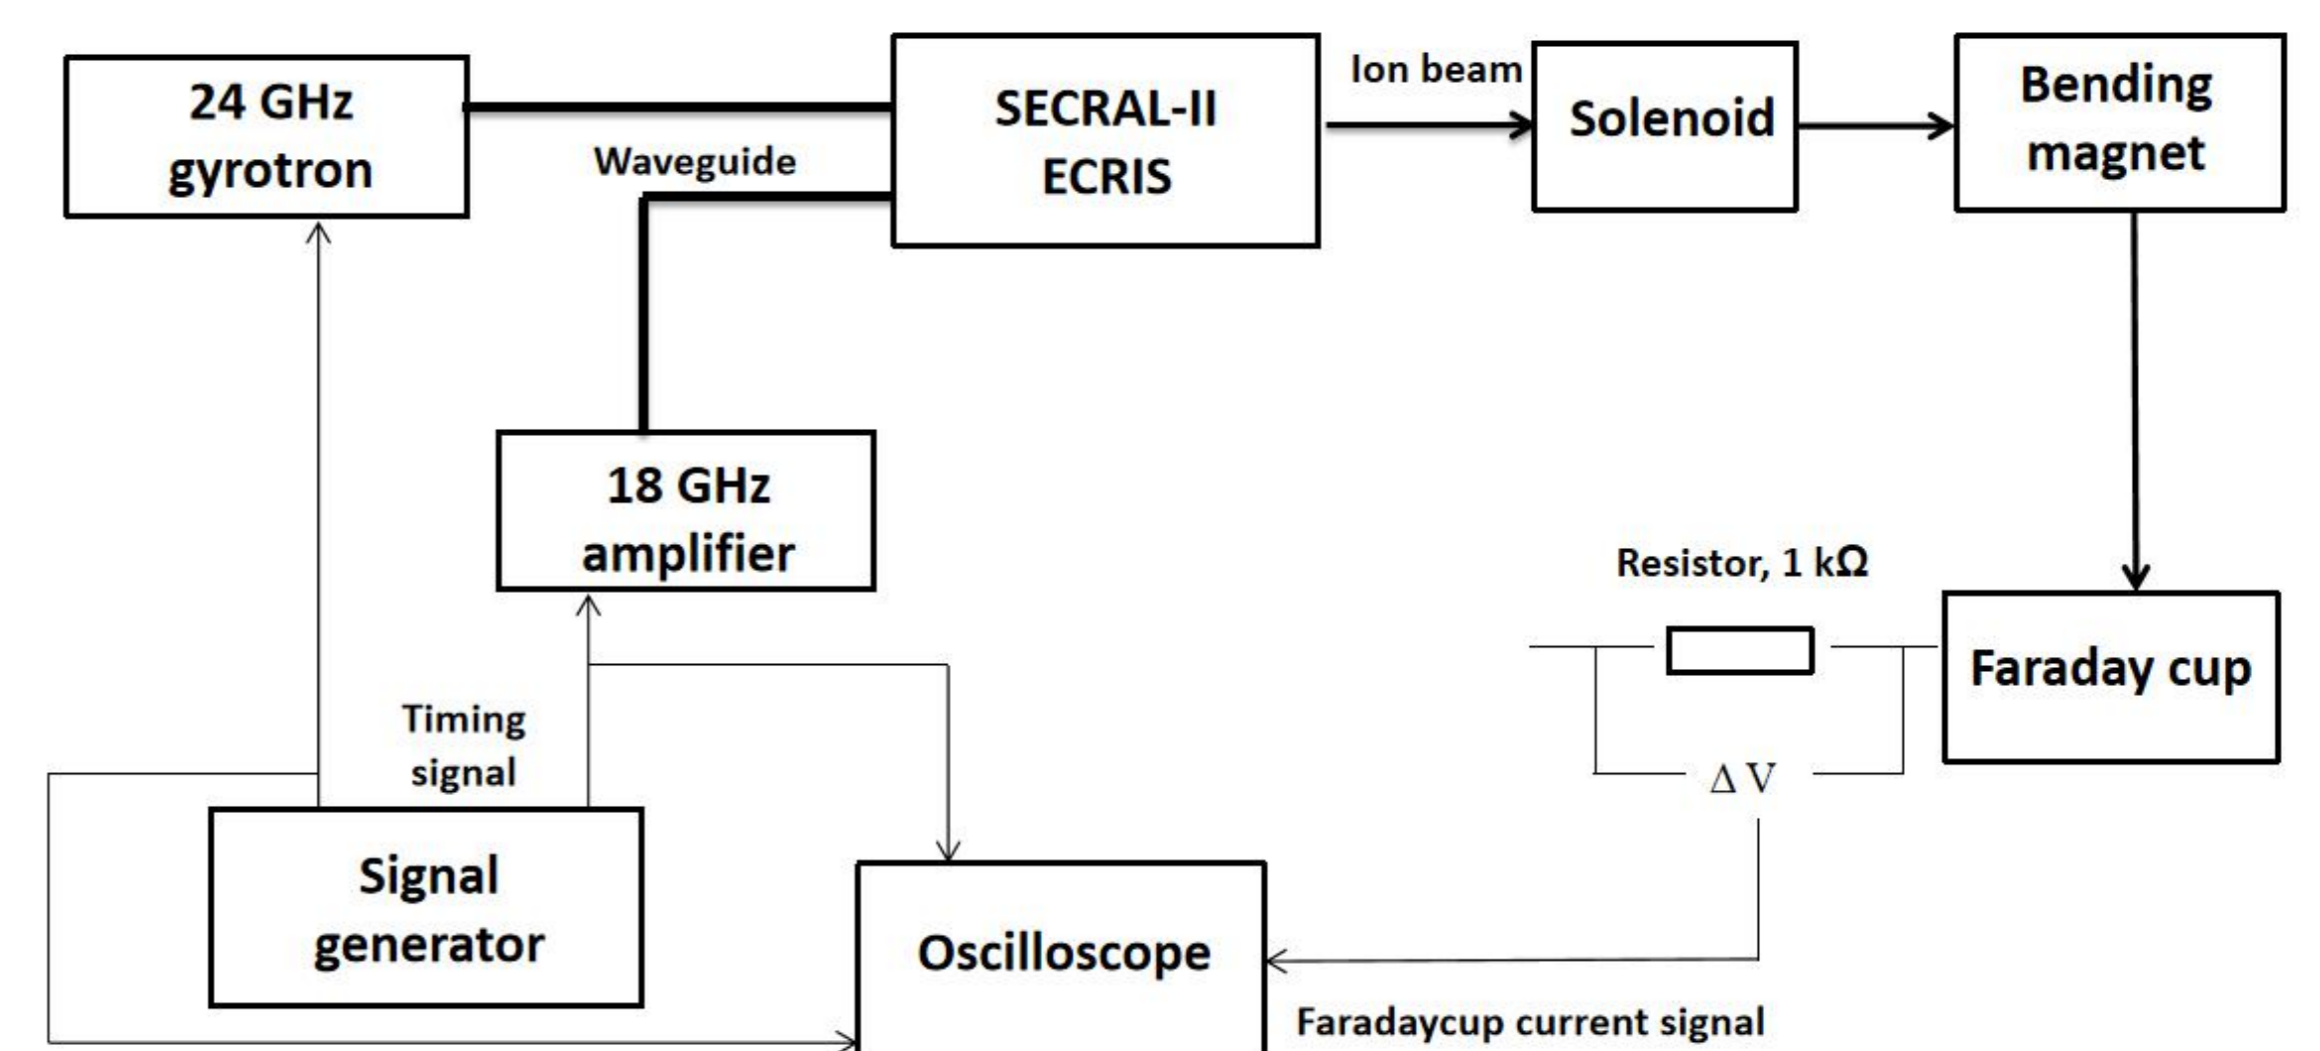 24 GHz
gyrotron
Waveguide
SECRAL-II
ECRIS
Ion beam
Solenoid
Bending
magnet
18 GHz
amplifier
Resistor, 1 kΩ
Faraday cup
Δ V
Timing
signal
Signal
generator
Oscilloscope
Faradaycup current signal